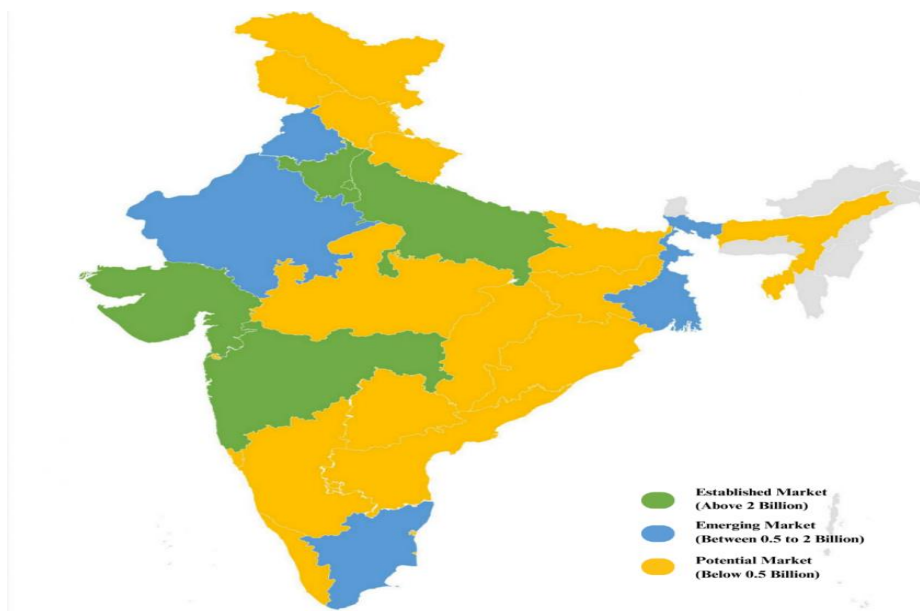 Established Market
(Above 2 Billion)
Emerging Market
(Between 0.5 to 2 Billion)
Potential Market
(Below 0.5 Billion)